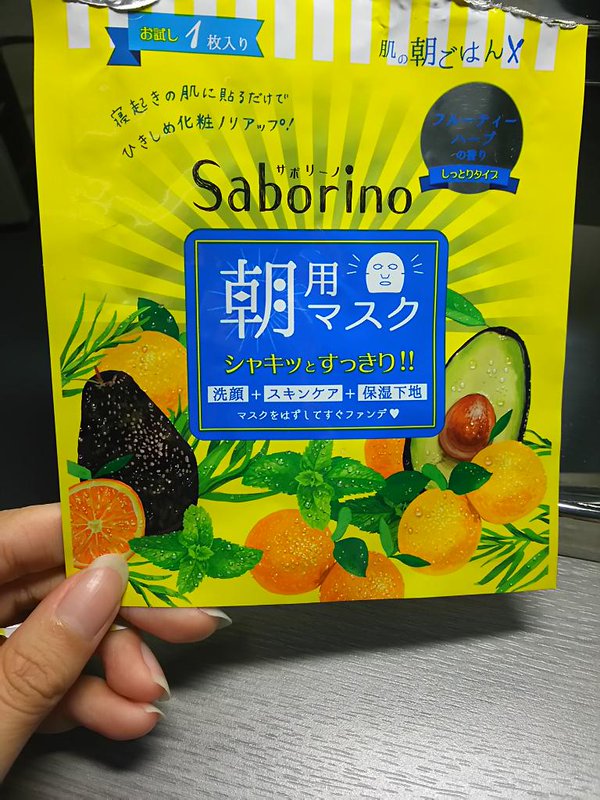 お試し 1枚入り
肌の朝ごはん
寝起きの肌に貼るだけで
ひきしめ化粧ノリアップ!
フルーティー
ハーブ
の香り
しっとりタイプ
サボリーノ
Saborino
朝用
マスク
シャキッとすっきり!!
洗顔+スキンケア+保湿下地
マスクをはずしてすぐファンデ♥